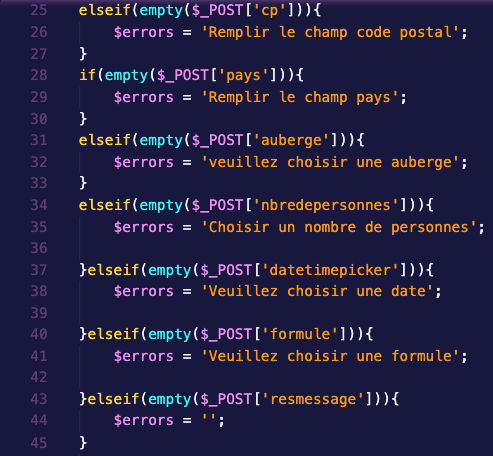 25 elseif(empty($_POST['cp'])){
26 $errors = 'Remplir le champ code postal';
27 }
28 if(empty($_POST['pays'])){
29 $errors = 'Remplir le champ pays';
30 }
31 elseif(empty($_POST['auberge'])){
32 $errors = 'veuillez choisir une auberge';
33 }
34 elseif(empty($_POST['nbredepersonnes'])){
35 $errors = 'Choisir un nombre de personnes';
36
37 }elseif(empty($_POST['datetimepicker'])){
38 $errors = 'Veuillez choisir une date';
39
40 }elseif(empty($_POST['formule'])){
41 $errors = 'Veuillez choisir une formule';
42
43 }elseif(empty($_POST['resmessage'])){
44 $errors = '';
45 }